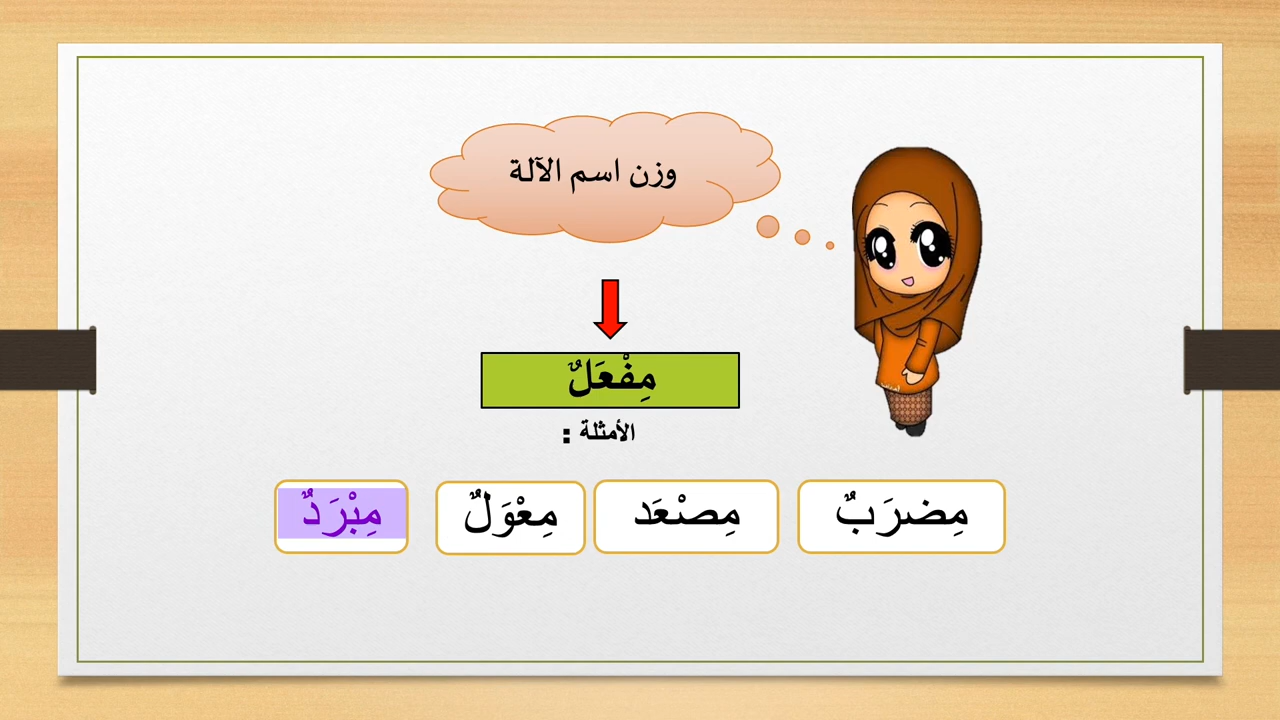 وزن اسم الآلة
مِفْعَلٌ
الأمثلة :
مِضرَبٌ
مِصْعَد
مِعْوَلٌ
مِبْرَدٌ